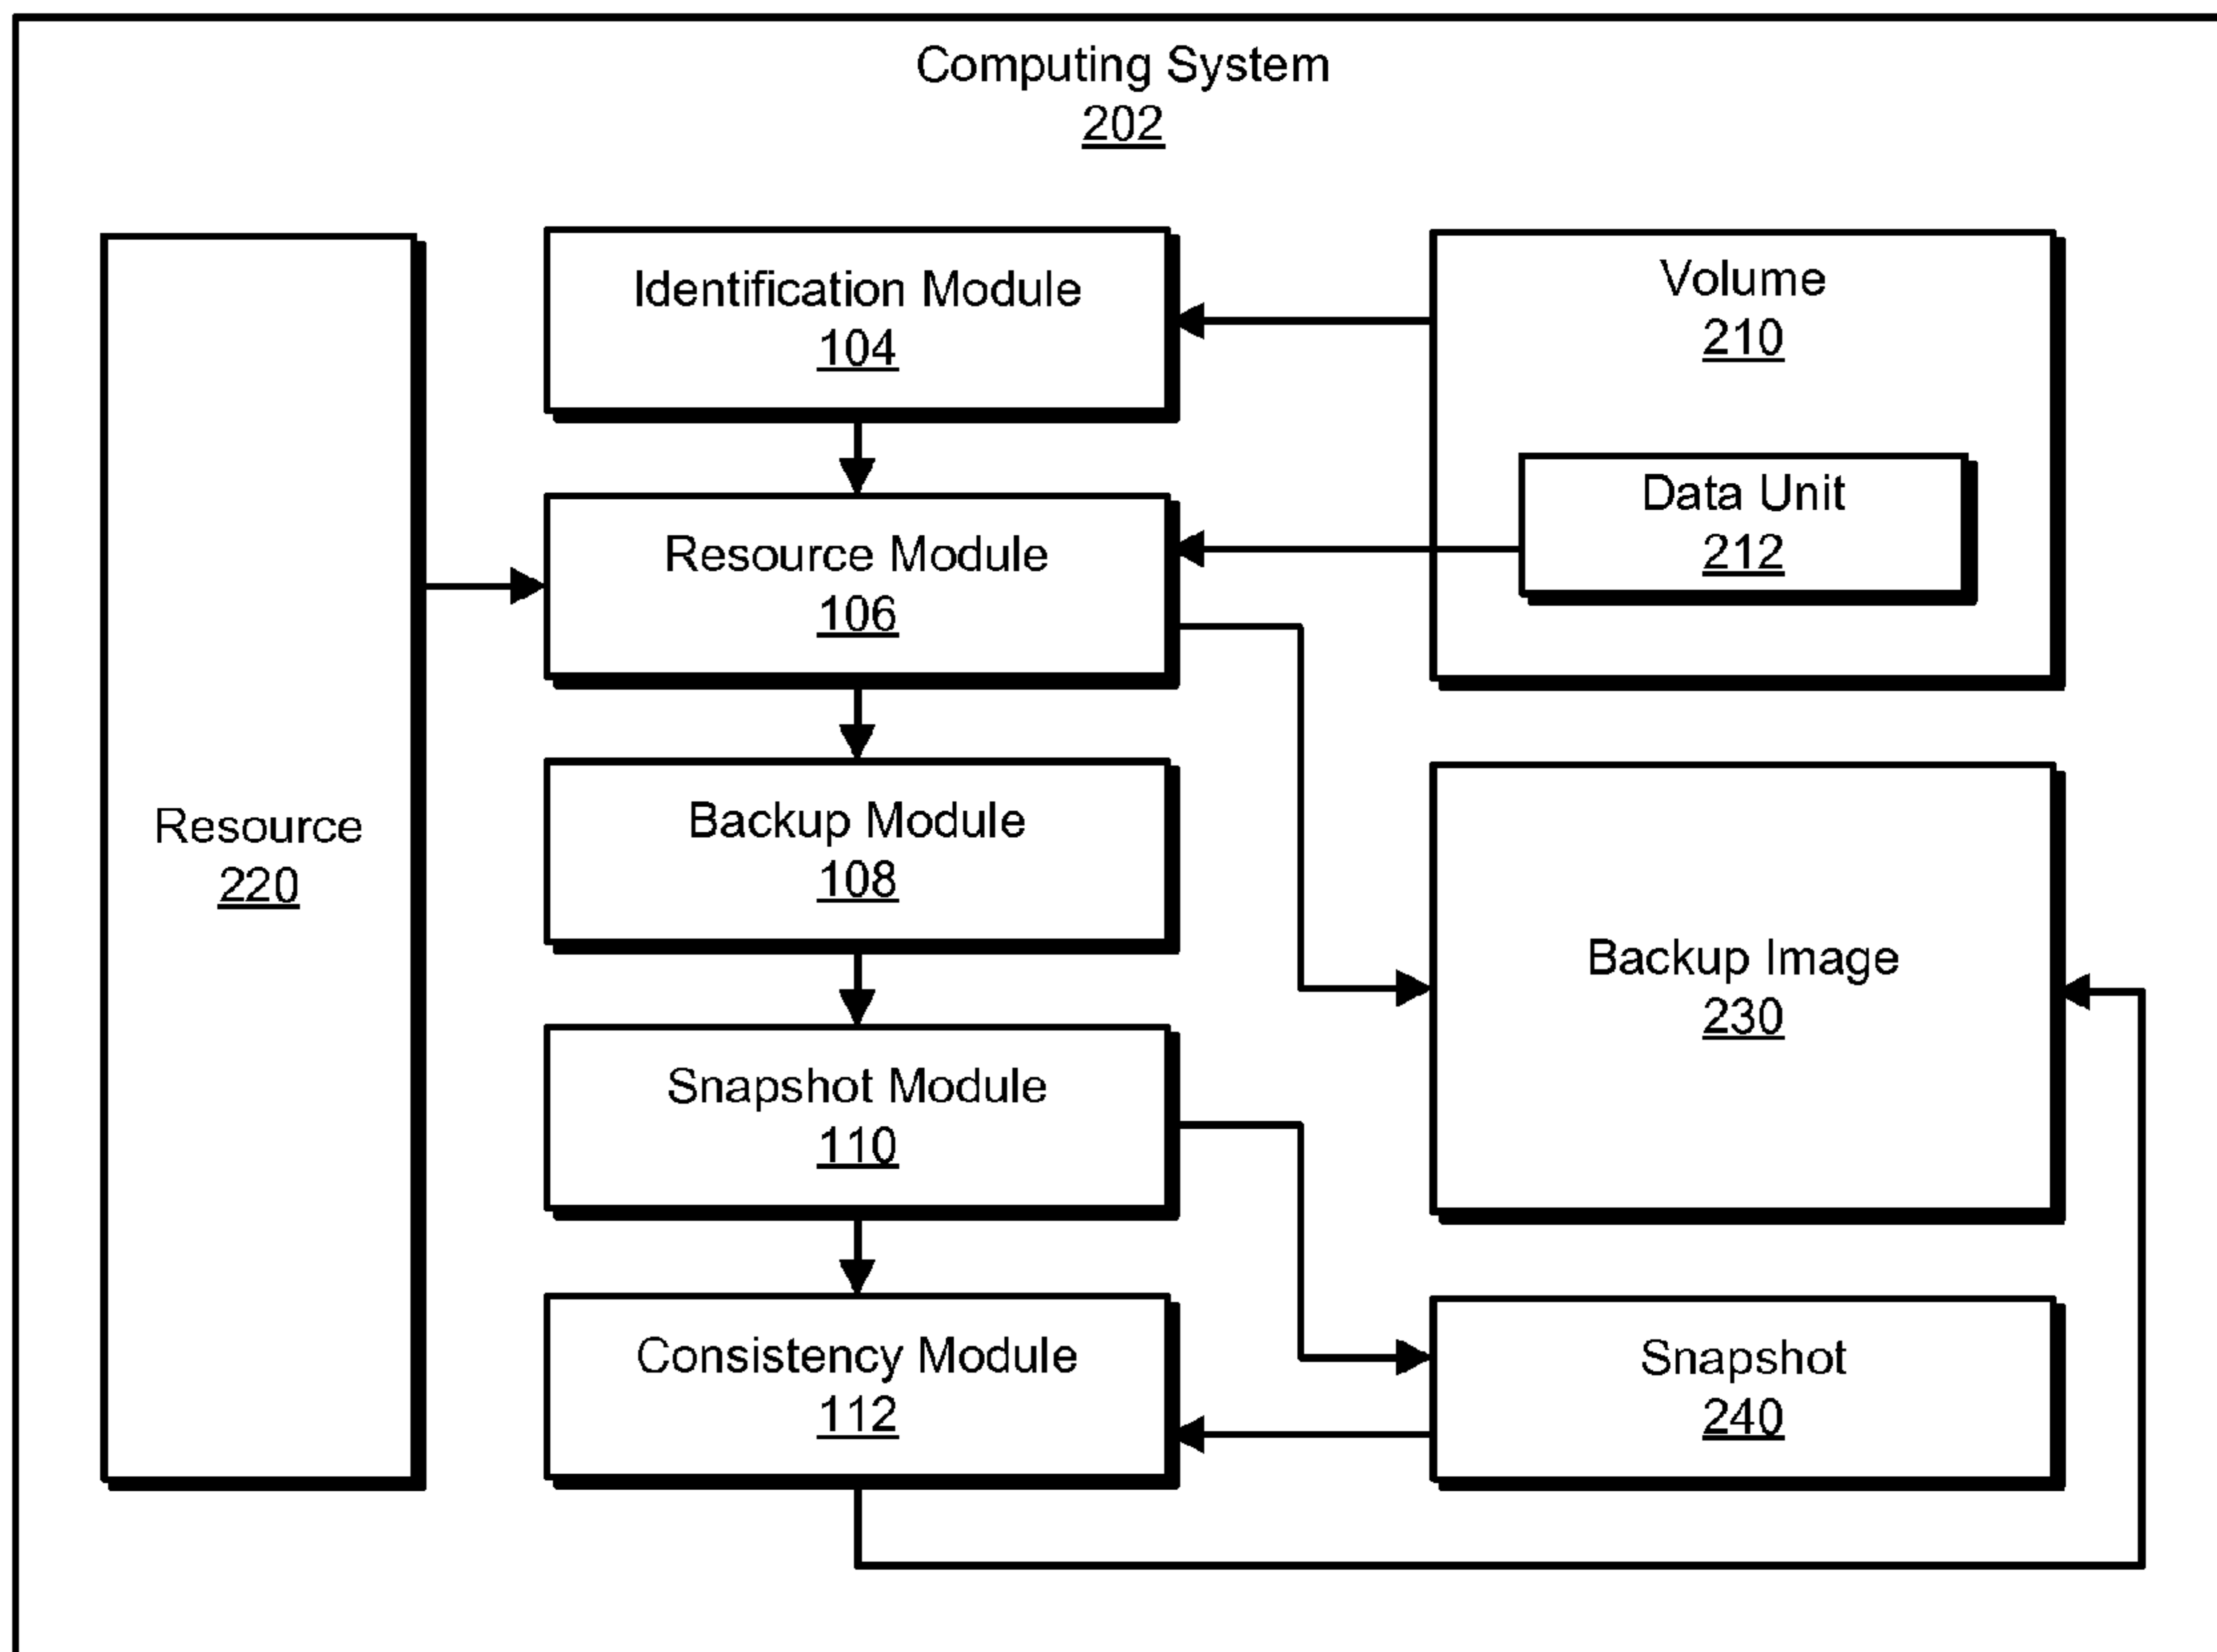 Computing System
202
Identification Module
104
Volume
210
Data Unit
212
Resource Module
106
Resource
220
Backup Module
108
Backup Image
230
Snapshot Module
110
Consistency Module
112
Snapshot
240